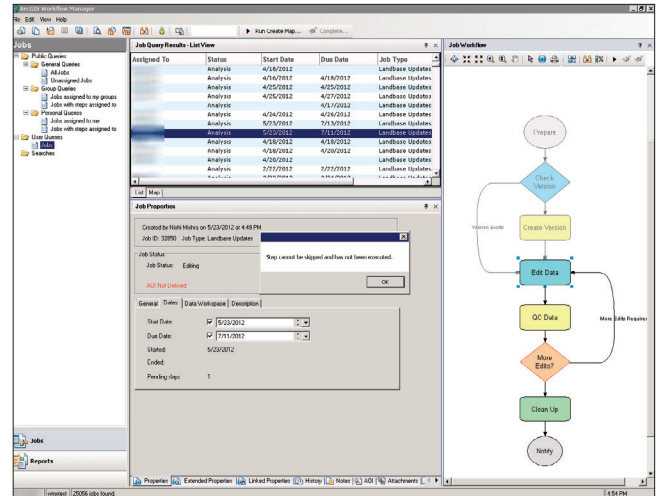 ArcGIS Workflow Manager
File Edit View Help
Run Create Map... Complete...
Jobs
Public Queries
General Queries
All Jobs
Unassigned Jobs
Group Queries
Jobs assigned to my groups
Jobs with steps assigned to
Personal Queries
Jobs assigned to me
Jobs with steps assigned to
User Queries
Jobs
Searches
Jobs
Reports
Job Query Results - List View
Assigned To Status Start Date Due Date Job Type
Analysis 4/16/2012 Landbase Updates
Analysis 4/16/2012 4/18/2012 Landbase Updates
Analysis 4/25/2012 4/25/2012 Landbase Updates
Analysis 4/25/2012 4/27/2012 Landbase Updates
Analysis 4/17/2012 Landbase Updates
Analysis 4/24/2012 4/26/2012 Landbase Updates
Analysis 5/23/2012 7/13/2012 Landbase Updates
Analysis 5/23/2012 7/11/2012 Landbase Updates
Analysis 4/18/2012 4/18/2012 Landbase Updates
Analysis 4/18/2012 4/20/2012 Landbase Updates
Analysis 4/20/2012 Landbase Updates
Analysis 2/22/2012 2/22/2012 Landbase Updates
List Map
Job Properties
Created by Nishi Mishra on 5/23/2012 at 4:49 PM
Job ID: 32850 Job Type: Landbase Updates
Job Status
Job Status: Editing
AOI Not Defined
Step cannot be skipped and has not been executed.
OK
General Dates Data Workspace Description
Start Date: 5/23/2012
Due Date: 7/11/2012
Started: 5/23/2012
Ended:
Pending days: 1
Properties Extended Properties Linked Properties History Notes AOI Attachments
Job Workflow
Prepare
Check
Version
Version Exists
Create Version
Edit Data
QC Data
More Edits Require
More
Edits?
Clean Up
Notify
25056 jobs found.
4:54 PM